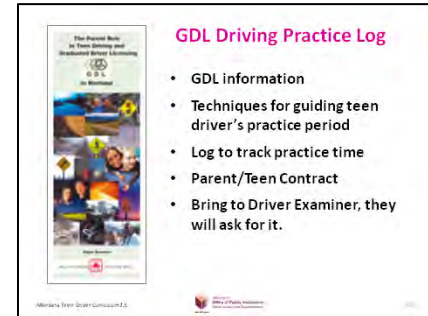 The Parent Role
in Teen Driving and
Graduated Driver Licensing
GDL
in Montana
GDL Driving Practice Log
• GDL information
• Techniques for guiding teen
driver's practice period
• Log to track practice time
• Parent/Teen Contract
• Bring to Driver Examiner, they
will ask for it.
Montana Teen Driver Curriculum
Office of Public Instruction